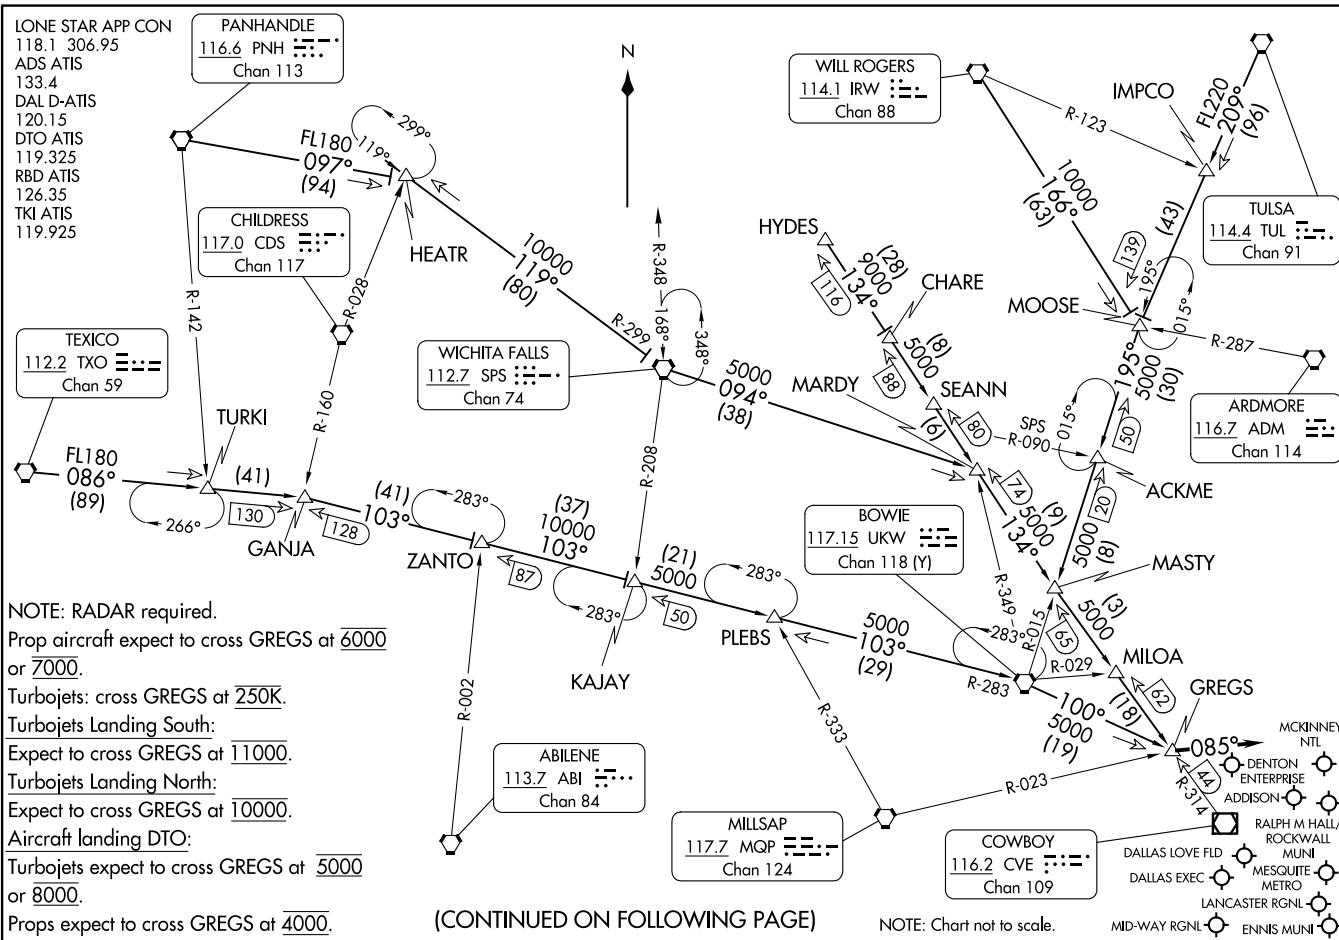 LONE STAR APP CON
118.1 306.95
ADS ATIS
133.4
DAL D-ATIS
120.15
DTO ATIS
119.325
RBD ATIS
126.35
TKI ATIS
119.925
PANHANDLE
116.6 PNH
Chan 113
N
WILL ROGERS
114.1 IRW
Chan 88
IMPCO
FL220
209°
(96)
R-123
TULSA
114.4 TUL
Chan 91
FL180
097°
(94)
299°
119°
HEATR
CHILDRESS
117.0 CDS
Chan 117
R-028
R-142
R-160
10000
119°
(80)
R-299
R-348
168°
348°
10000
166°
(63)
(43)
139
195°
015°
MOOSE
R-287
ARDMORE
116.7 ADM
Chan 114
HYDES
(28)
9000
134°
116
CHARE
(8)
5000
88
SEANN
(6)
80
SPS
R-090
015°
195°
5000
(30)
50
ACKME
TEXICO
112.2 TXO
Chan 59
WICHITA FALLS
112.7 SPS
Chan 74
5000
094°
(38)
MARDY
TURKI
FL180
086°
(89)
266°
(41)
130
GANJA
128
(41)
103°
283°
ZANTO
87
(37)
10000
103°
283°
R-208
KAJAY
(21)
5000
50
283°
PLEBS
5000
103°
(29)
R-283
283°
BOWIE
117.15 UKW
Chan 118 (Y)
74
(9)
5000
134°
20
5000
(8)
MASTY
R-349
R-015
65
(3)
5000
R-029
MILOA
62
(18)
GREGS
100°
5000
(19)
085°
44
R-314
R-002
R-333
R-023
NOTE: RADAR required.
Prop aircraft expect to cross GREGS at 6000
or 7000.
Turbojets: cross GREGS at 250K.
Turbojets Landing South:
Expect to cross GREGS at 11000.
Turbojets Landing North:
Expect to cross GREGS at 10000.
Aircraft landing DTO:
Turbojets expect to cross GREGS at 5000
or 8000.
Props expect to cross GREGS at 4000.
ABILENE
113.7 ABI
Chan 84
MILLSAP
117.7 MQP
Chan 124
COWBOY
116.2 CVE
Chan 109
MCKINNEY
NTL
DENTON
ENTERPRISE
ADDISON
RALPH M HALL/
ROCKWALL
MUNI
DALLAS LOVE FLD
MESQUITE
METRO
DALLAS EXEC
LANCASTER RGNL
MID-WAY RGNL
ENNIS MUNI
(CONTINUED ON FOLLOWING PAGE)
NOTE: Chart not to scale.